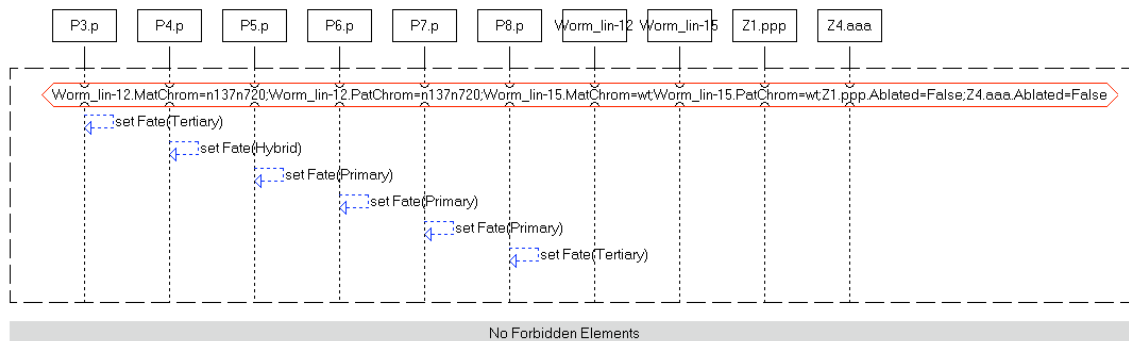 P3.p P4.p P5.p P6.p P7.p P8.p Worm_lin-12 Worm_lin-15 Z1.ppp Z4.aaa
Worm_lin-12.MatChrom=n137n720;Worm_lin-12.PatChrom=n137n720;Worm_lin-15.MatChrom=wt;Worm_lin-15.PatChrom=wt;Z1.ppp.Ablated=False;Z4.aaa.Ablated=False
set Fate(Tertiary)
set Fate(Hybrid)
set Fate(Primary)
set Fate(Primary)
set Fate(Primary)
set Fate(Tertiary)
No Forbidden Elements